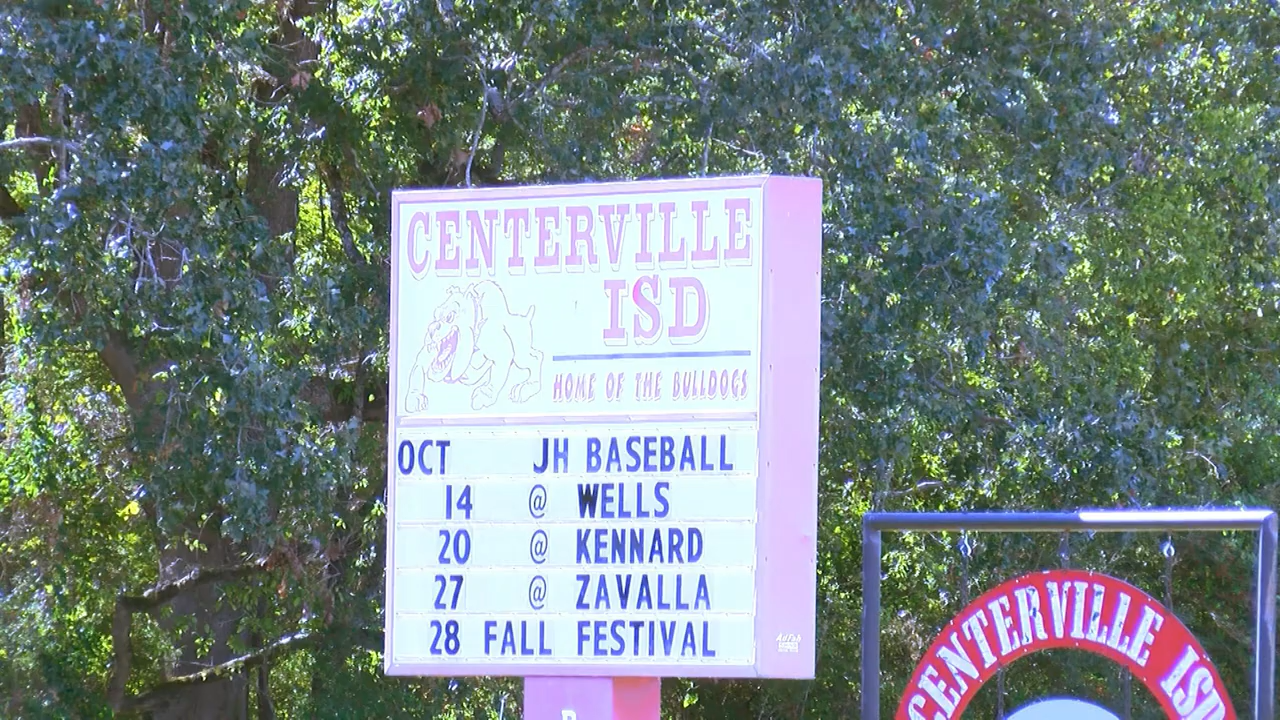 CENTERVILLE
ISD
HOME OF THE BULLDOGS
OCT JH BASEBALL
14 @ WELLS
20 @ KENNARD
27 @ ZAVALLA
28 FALL FESTIVAL
CENTERVILLE ISD